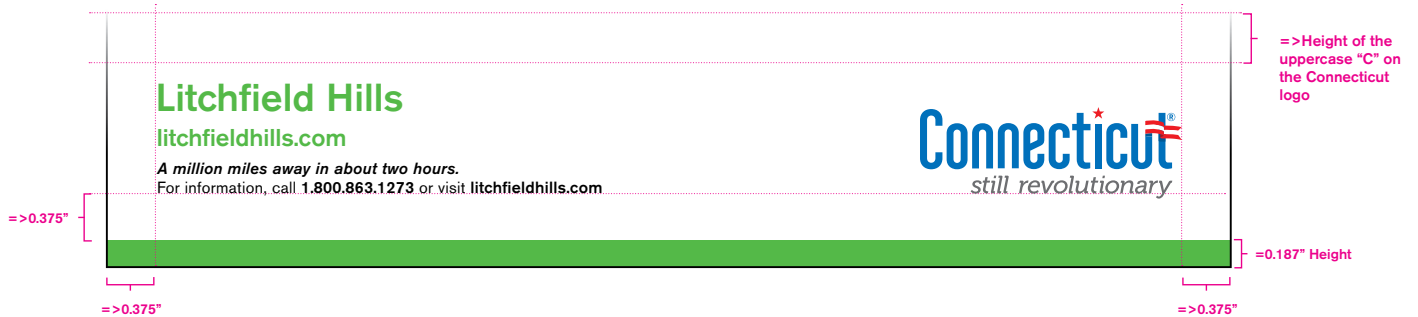 =>Height of the
uppercase “C” on
the Connecticut
logo
Litchfield Hills
litchfieldhills.com
A million miles away in about two hours.
For information, call 1.800.863.1273 or visit litchfieldhills.com
Connecticut®
still revolutionary
=>0.375”
=0.187” Height
=>0.375”
=>0.375”